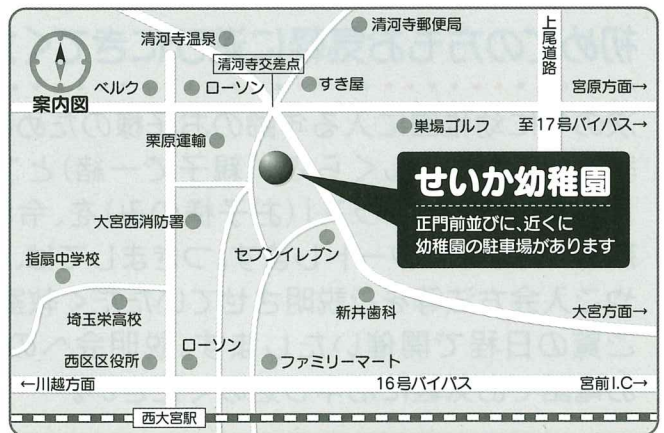 清河寺温泉
清河寺郵便局
上尾道路
清河寺交差点
案内図
ベルク
ローソン
すき屋
宮原方面→
栗原運輸
巣場ゴルフ
至17号バイパス→
せいか幼稚園
正門前並びに、近くに
幼稚園の駐車場があります
大宮西消防署
セブンイレブン
指扇中学校
埼玉栄高校
新井歯科
大宮方面→
西区区役所
ローソン
ファミリーマート
←川越方面
16号バイパス
宮前I.C→
西大宮駅